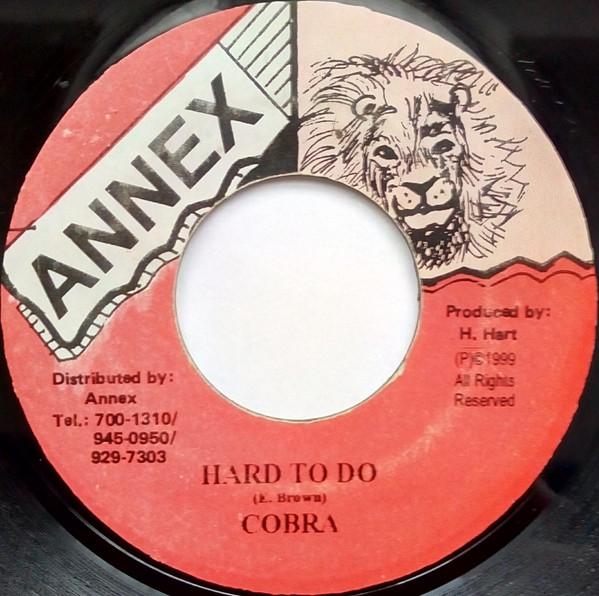 ANNEX
Produced by:
H. Hart
(P)©1999
All Rights
Reserved
Distributed by:
Annex
Tel.: 700-1310/
945-0950/
929-7303
HARD TO DO
(E. Brown)
COBRA